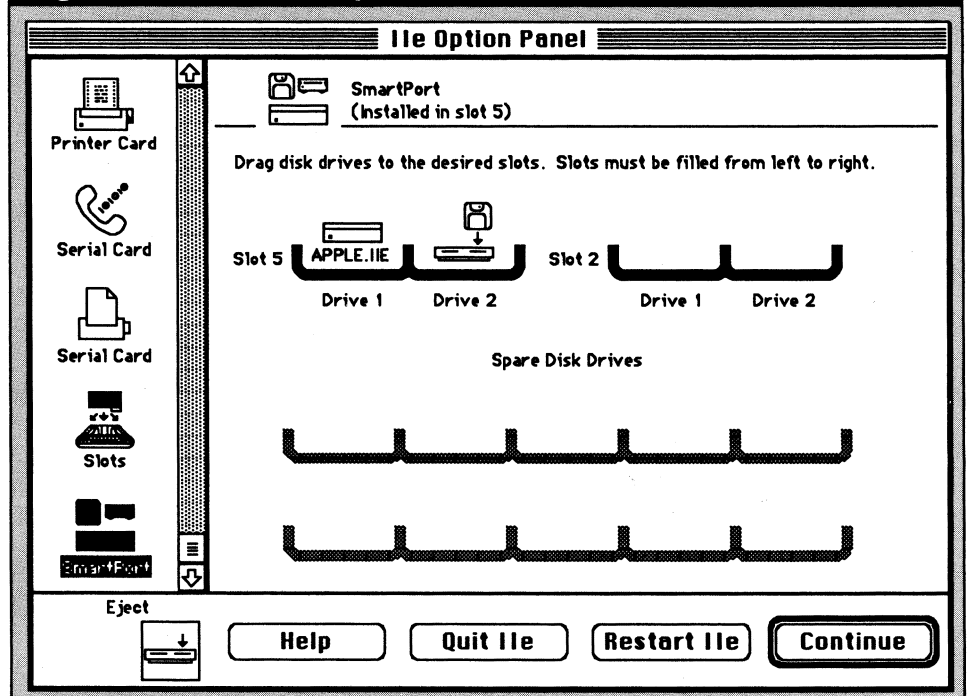 IIe Option Panel
Printer Card
Serial Card
Serial Card
Slots
SmartPort
SmartPort
(Installed in slot 5)
Drag disk drives to the desired slots. Slots must be filled from left to right.
Slot 5
APPLE.IIE
Drive 1
Drive 2
Slot 2
Drive 1
Drive 2
Spare Disk Drives
Eject
Help
Quit IIe
Restart IIe
Continue